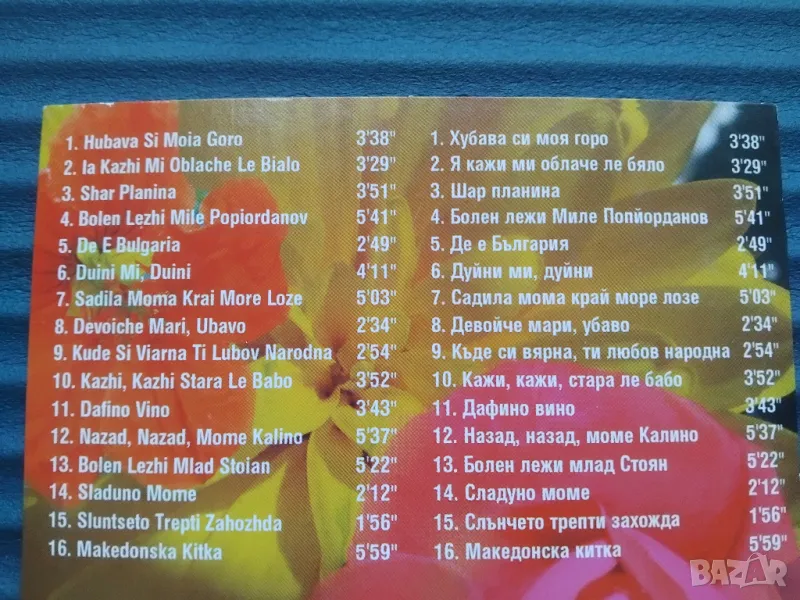 1. Hubava Si Moia Goro 3'38"
2. Ia Kazhi Mi Oblache Le Bialo 3'29"
3. Shar Planina 3'51"
4. Bolen Lezhi Mile Popiordanov 5'41"
5. De E Bulgaria 2'49"
6. Duini Mi, Duini 4'11"
7. Sadila Moma Krai More Loze 5'03"
8. Devoiche Mari, Ubavo 2'34"
9. Kude Si Viarna Ti Lubov Narodna 2'54"
10. Kazhi, Kazhi Stara Le Babo 3'52"
11. Dafino Vino 3'43"
12. Nazad, Nazad, Mome Kalino 5'37"
13. Bolen Lezhi Mlad Stoian 5'22"
14. Sladuno Mome 2'12"
15. Sluntseto Trepti Zahozhda 1'56"
16. Makedonska Kitka 5'59"
1. Хубава си моя горо 3'38"
2. Я кажи ми облаче ле бяло 3'29"
3. Шар планина 3'51"
4. Болен лежи Миле Попйорданов 5'41"
5. Де е България 2'49"
6. Дуйни ми, дуйни 4'11"
7. Садила мома край море лозе 5'03"
8. Девойче мари, убаво 2'34"
9. Къде си вярна, ти любов народна 2'54"
10. Кажи, кажи, стара ле бабо 3'52"
11. Дафино вино 3'43"
12. Назад, назад, моме Калино 5'37"
13. Болен лежи млад Стоян 5'22"
14. Сладуно моме 2'12"
15. Слънчето трепти захожда 1'56"
16. Македонска китка 5'59"
BAZAR